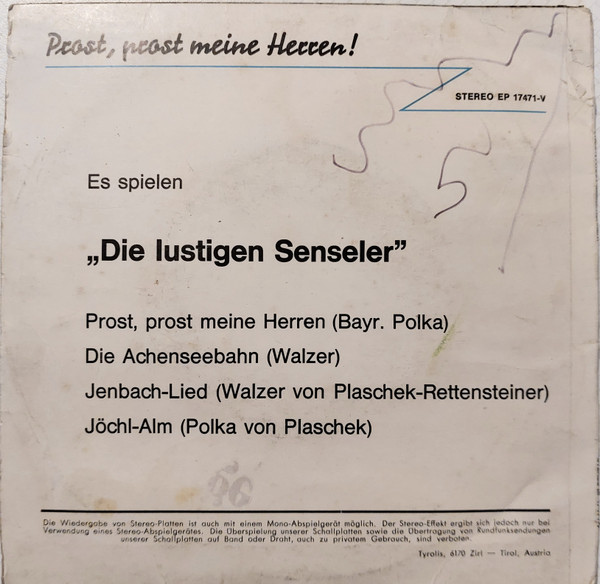 Prost, prost meine Herren!
STEREO EP 17471-V
5
Es spielen
„Die lustigen Senseler”
Prost, prost meine Herren (Bayr. Polka)
Die Achenseebahn (Walzer)
Jenbach-Lied (Walzer von Plaschek-Rettensteiner)
Jöchl-Alm (Polka von Plaschek)
Die Wiedergabe von Stereo-Platten ist auch mit einem Mono-Abspielgerät möglich. Der Stereo-Effekt ergibt sich jedoch nur bei
Verwendung eines Stereo-Abspielgerätes. Die Überspielung unserer Schallplatten sowie die Übertragung von Rundfunksendungen
unserer Schallplatten auf Band oder Draht, auch zu privatem Gebrauch, sind verboten.
Tyrolis, 6170 Zirl — Tirol, Austria